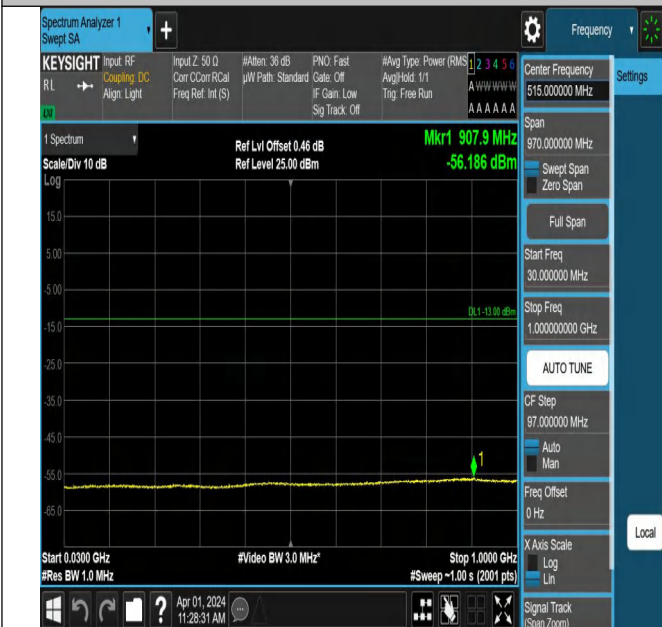 Spectrum Analyzer 1
Swept SA
+
Frequency
KEYSIGHT
RL
Input: RF
Coupling: DC
Align: Light
Input Z: 50 Ω
Corr CCorr RCal
Freq Ref: Int (S)
#Atten: 36 dB
µW Path: Standard
PNO: Fast
Gate: Off
IF Gain: Low
Sig Track: Off
#Avg Type: Power (RMS
Avg|Hold: 1/1
Trig: Free Run
1 2 3 4 5 6
A W W W W W
A A A A A A
1 Spectrum
Scale/Div 10 dB
Log
Ref Lvl Offset 0.46 dB
Ref Level 25.00 dBm
Mkr1 907.9 MHz
-56.186 dBm
15.0
5.00
-5.00
DL1 -13.00 dBm
-15.0
-25.0
-35.0
-45.0
1
-55.0
-65.0
Start 0.0300 GHz
#Res BW 1.0 MHz
#Video BW 3.0 MHz*
Stop 1.0000 GHz
#Sweep ~1.00 s (2001 pts)
Center Frequency
515.000000 MHz
Settings
Span
970.000000 MHz
Swept Span
Zero Span
Full Span
Start Freq
30.000000 MHz
Stop Freq
1.000000000 GHz
AUTO TUNE
CF Step
97.000000 MHz
Auto
Man
Freq Offset
0 Hz
Local
X Axis Scale
Log
Lin
Signal Track
(Span Zoom)
?
Apr 01, 2024
11:28:31 AM